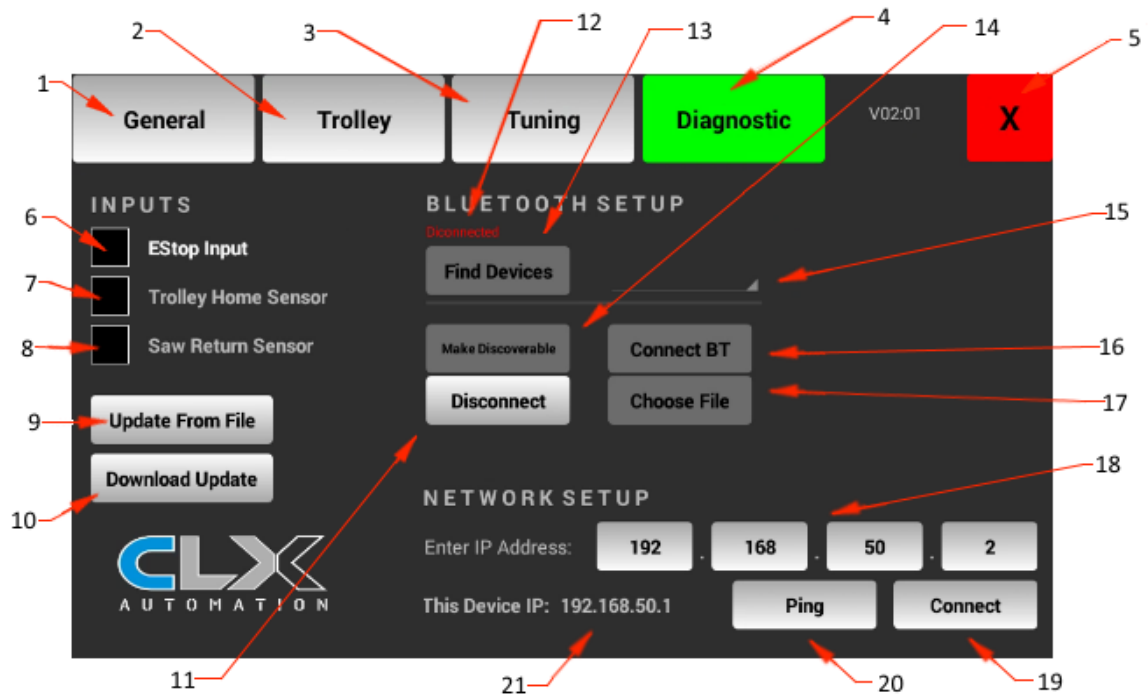 12
13
14
2
3
4
5
1
General
Trolley
Tuning
Diagnostic
V02:01
X
INPUTS
BLUETOOTH SETUP
6
EStop Input
Diconnected
Find Devices
15
7
Trolley Home Sensor
8
Saw Return Sensor
Make Discoverable
Connect BT
16
Disconnect
Choose File
17
9
Update From File
Download Update
10
18
NETWORK SETUP
Enter IP Address:
192 . 168 . 50 . 2
CLX
AUTOMATION
This Device IP: 192.168.50.1
Ping
Connect
11
21
20
19